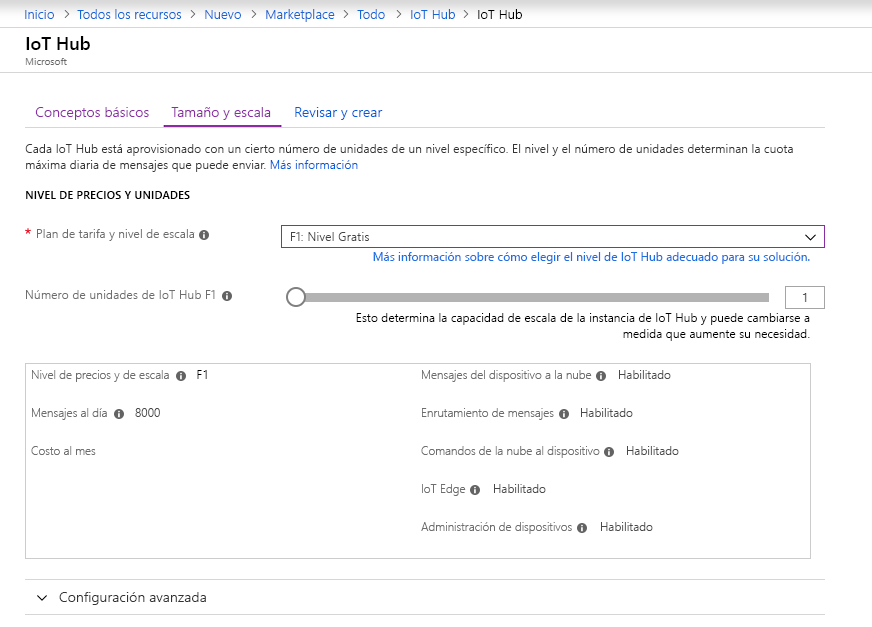 Inicio > Todos los recursos > Nuevo > Marketplace > Todo > IoT Hub > IoT Hub
IoT Hub
Microsoft
Conceptos básicos Tamaño y escala Revisar y crear
Cada IoT Hub está aprovisionado con un cierto número de unidades de un nivel específico. El nivel y el número de unidades determinan la cuota
máxima diaria de mensajes que puede enviar. Más información
NIVEL DE PRECIOS Y UNIDADES
* Plan de tarifa y nivel de escala F1: Nivel Gratis
Más información sobre cómo elegir el nivel de IoT Hub adecuado para su solución.
Número de unidades de IoT Hub F1 1
Esto determina la capacidad de escala de la instancia de IoT Hub y puede cambiarse a
medida que aumente su necesidad.
Nivel de precios y de escala F1 Mensajes del dispositivo a la nube Habilitado
Mensajes al día 8000 Enrutamiento de mensajes Habilitado
Costo al mes Comandos de la nube al dispositivo Habilitado
IoT Edge Habilitado
Administración de dispositivos Habilitado
Configuración avanzada